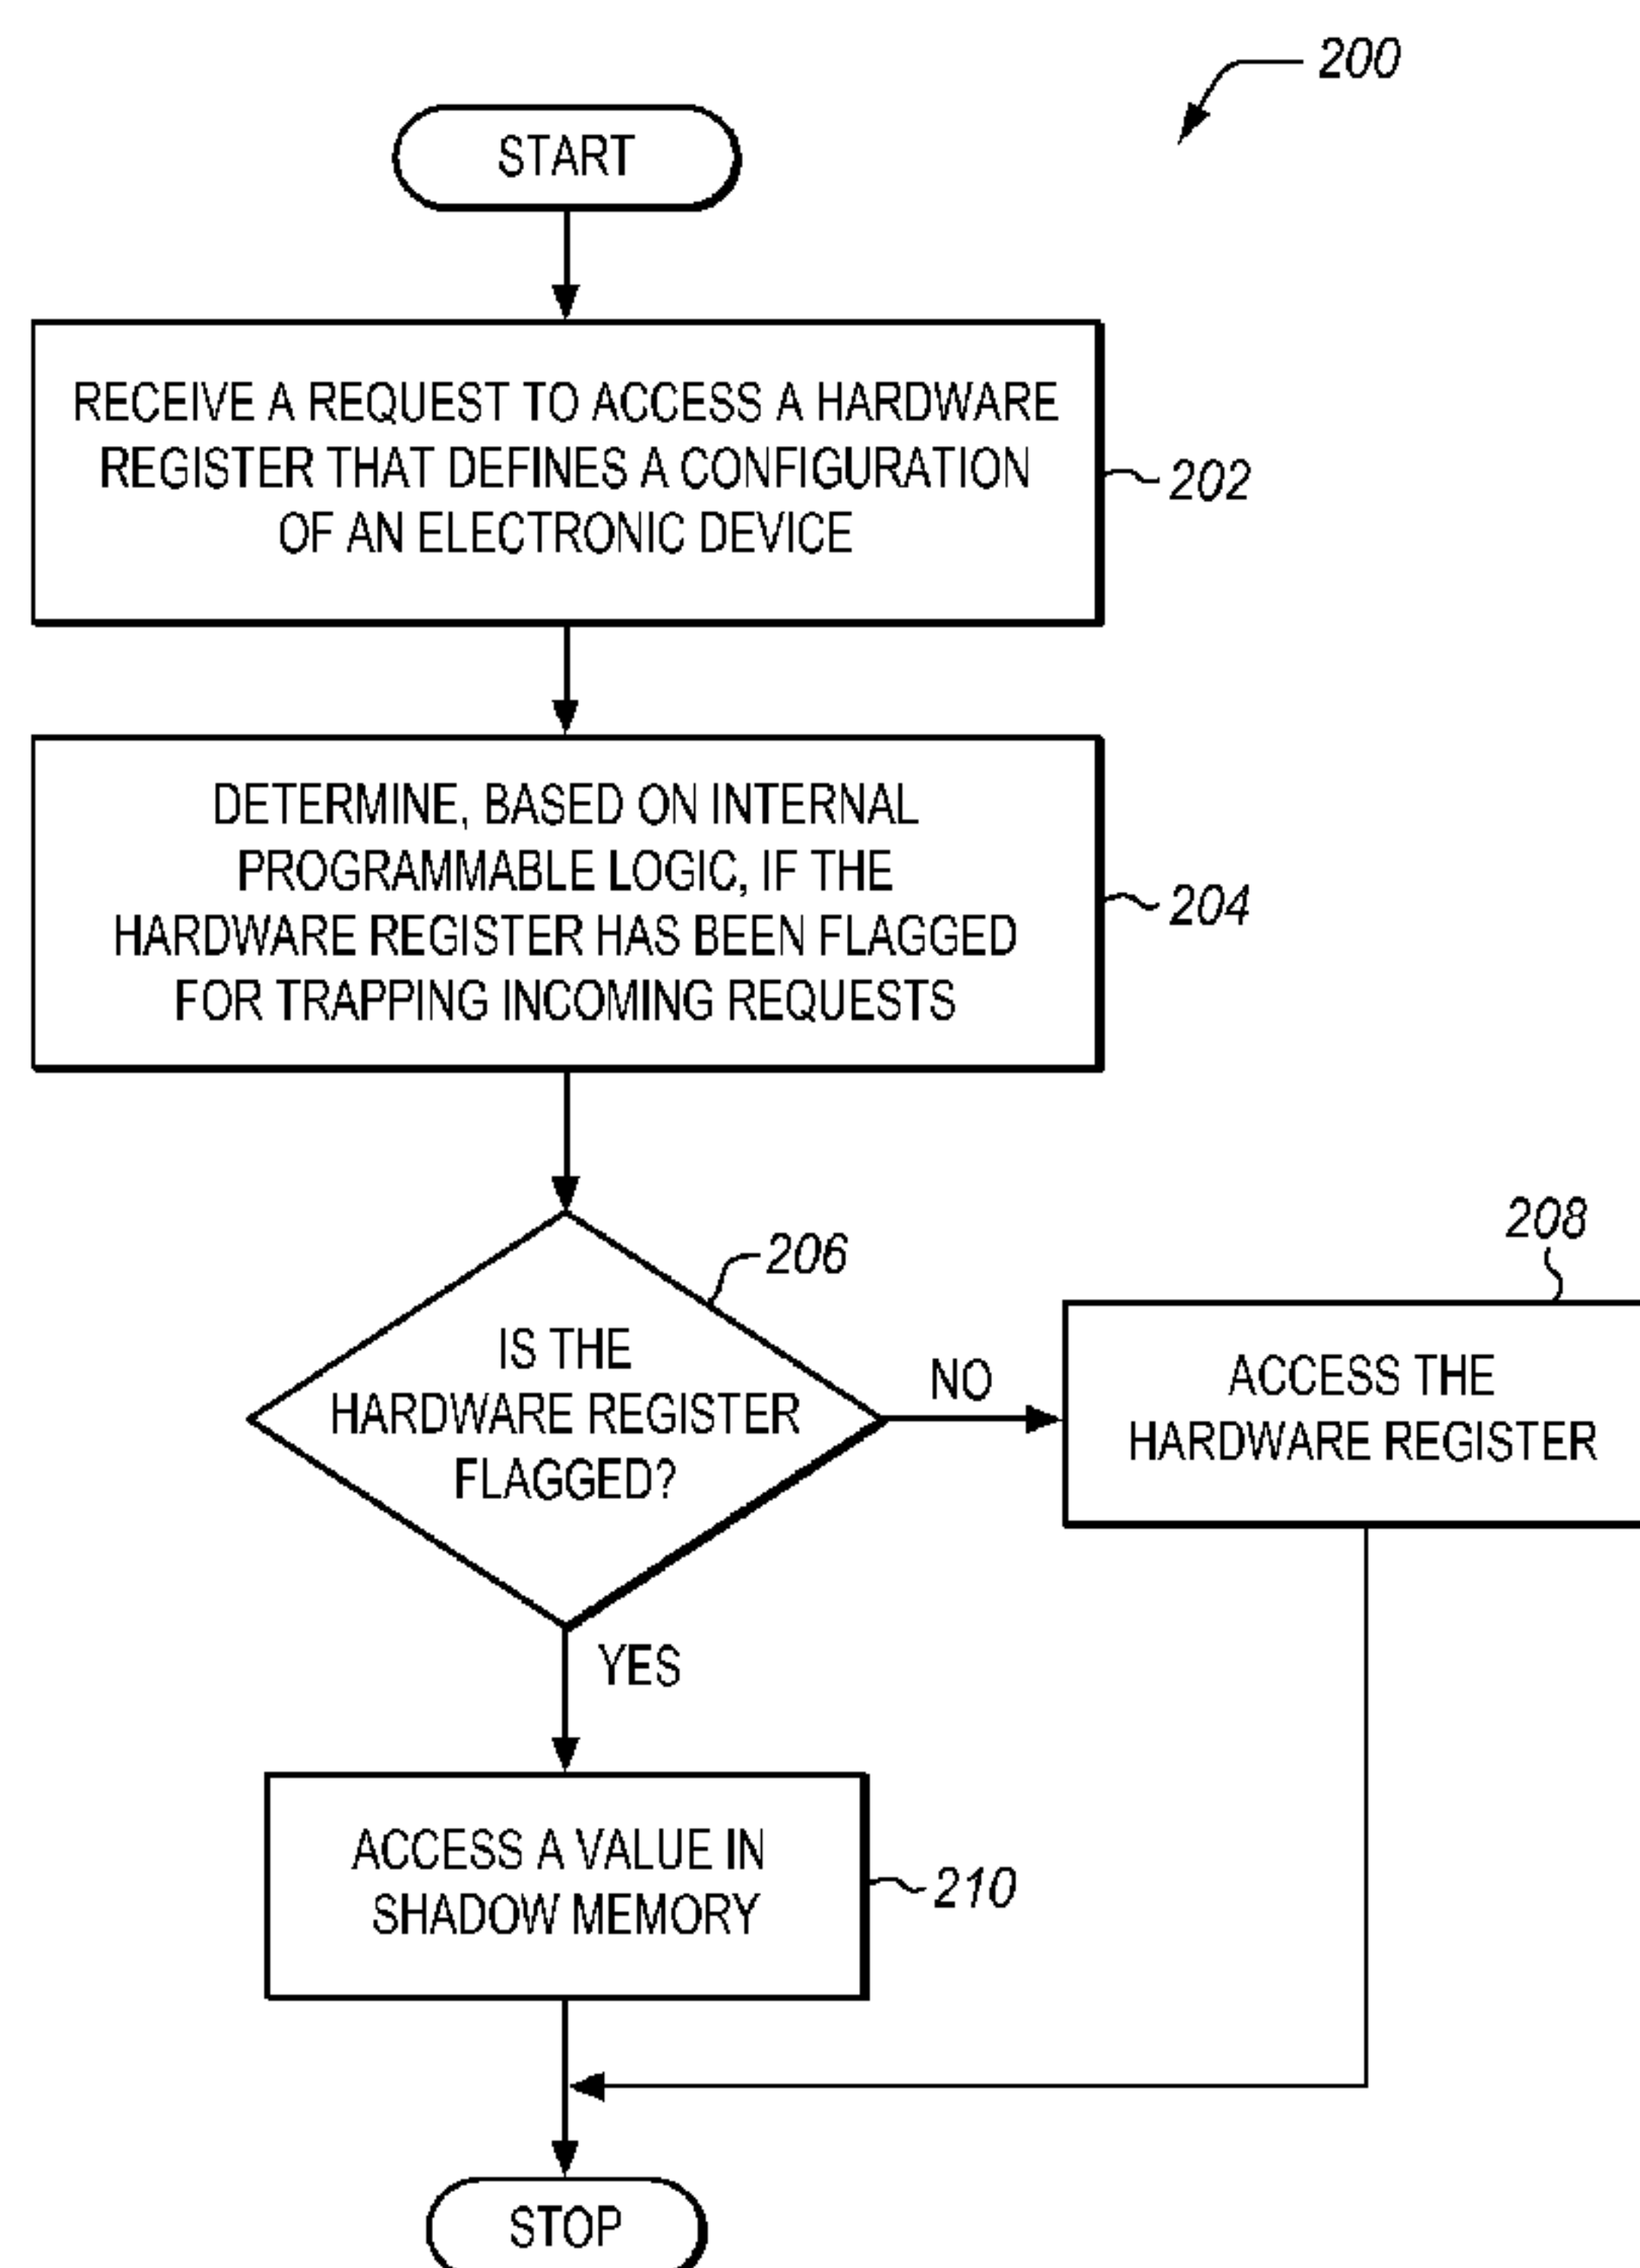 200
START
RECEIVE A REQUEST TO ACCESS A HARDWARE
REGISTER THAT DEFINES A CONFIGURATION
OF AN ELECTRONIC DEVICE
202
DETERMINE, BASED ON INTERNAL
PROGRAMMABLE LOGIC, IF THE
HARDWARE REGISTER HAS BEEN FLAGGED
FOR TRAPPING INCOMING REQUESTS
204
206
IS THE
HARDWARE REGISTER
FLAGGED?
NO
208
ACCESS THE
HARDWARE REGISTER
YES
ACCESS A VALUE IN
SHADOW MEMORY
210
STOP